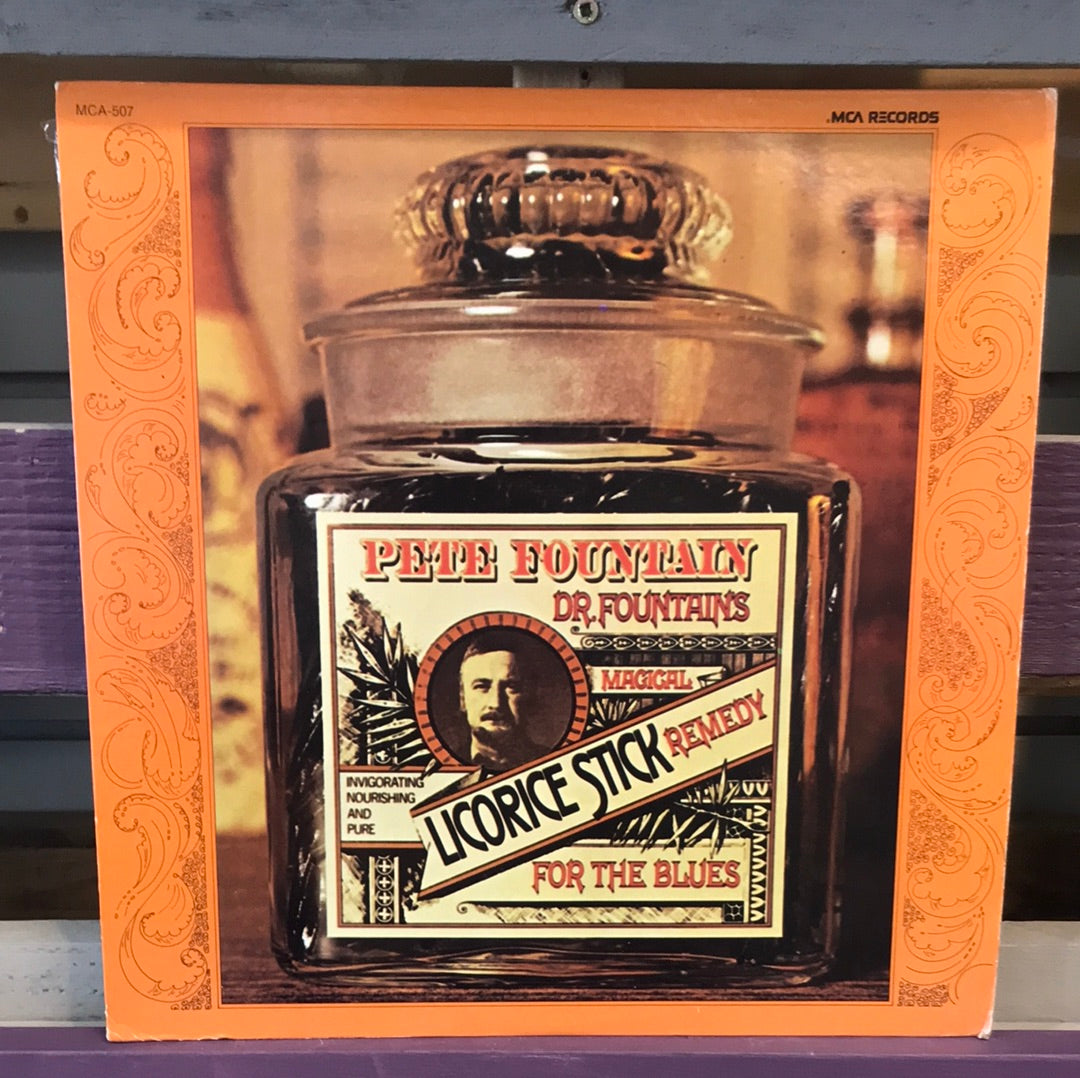 MCA-507
MCA RECORDS
PETE FOUNTAIN
DR. FOUNTAIN'S
MAGICAL
LICORICE STICK REMEDY
INVIGORATING
NOURISHING
AND
PURE
FOR THE BLUES